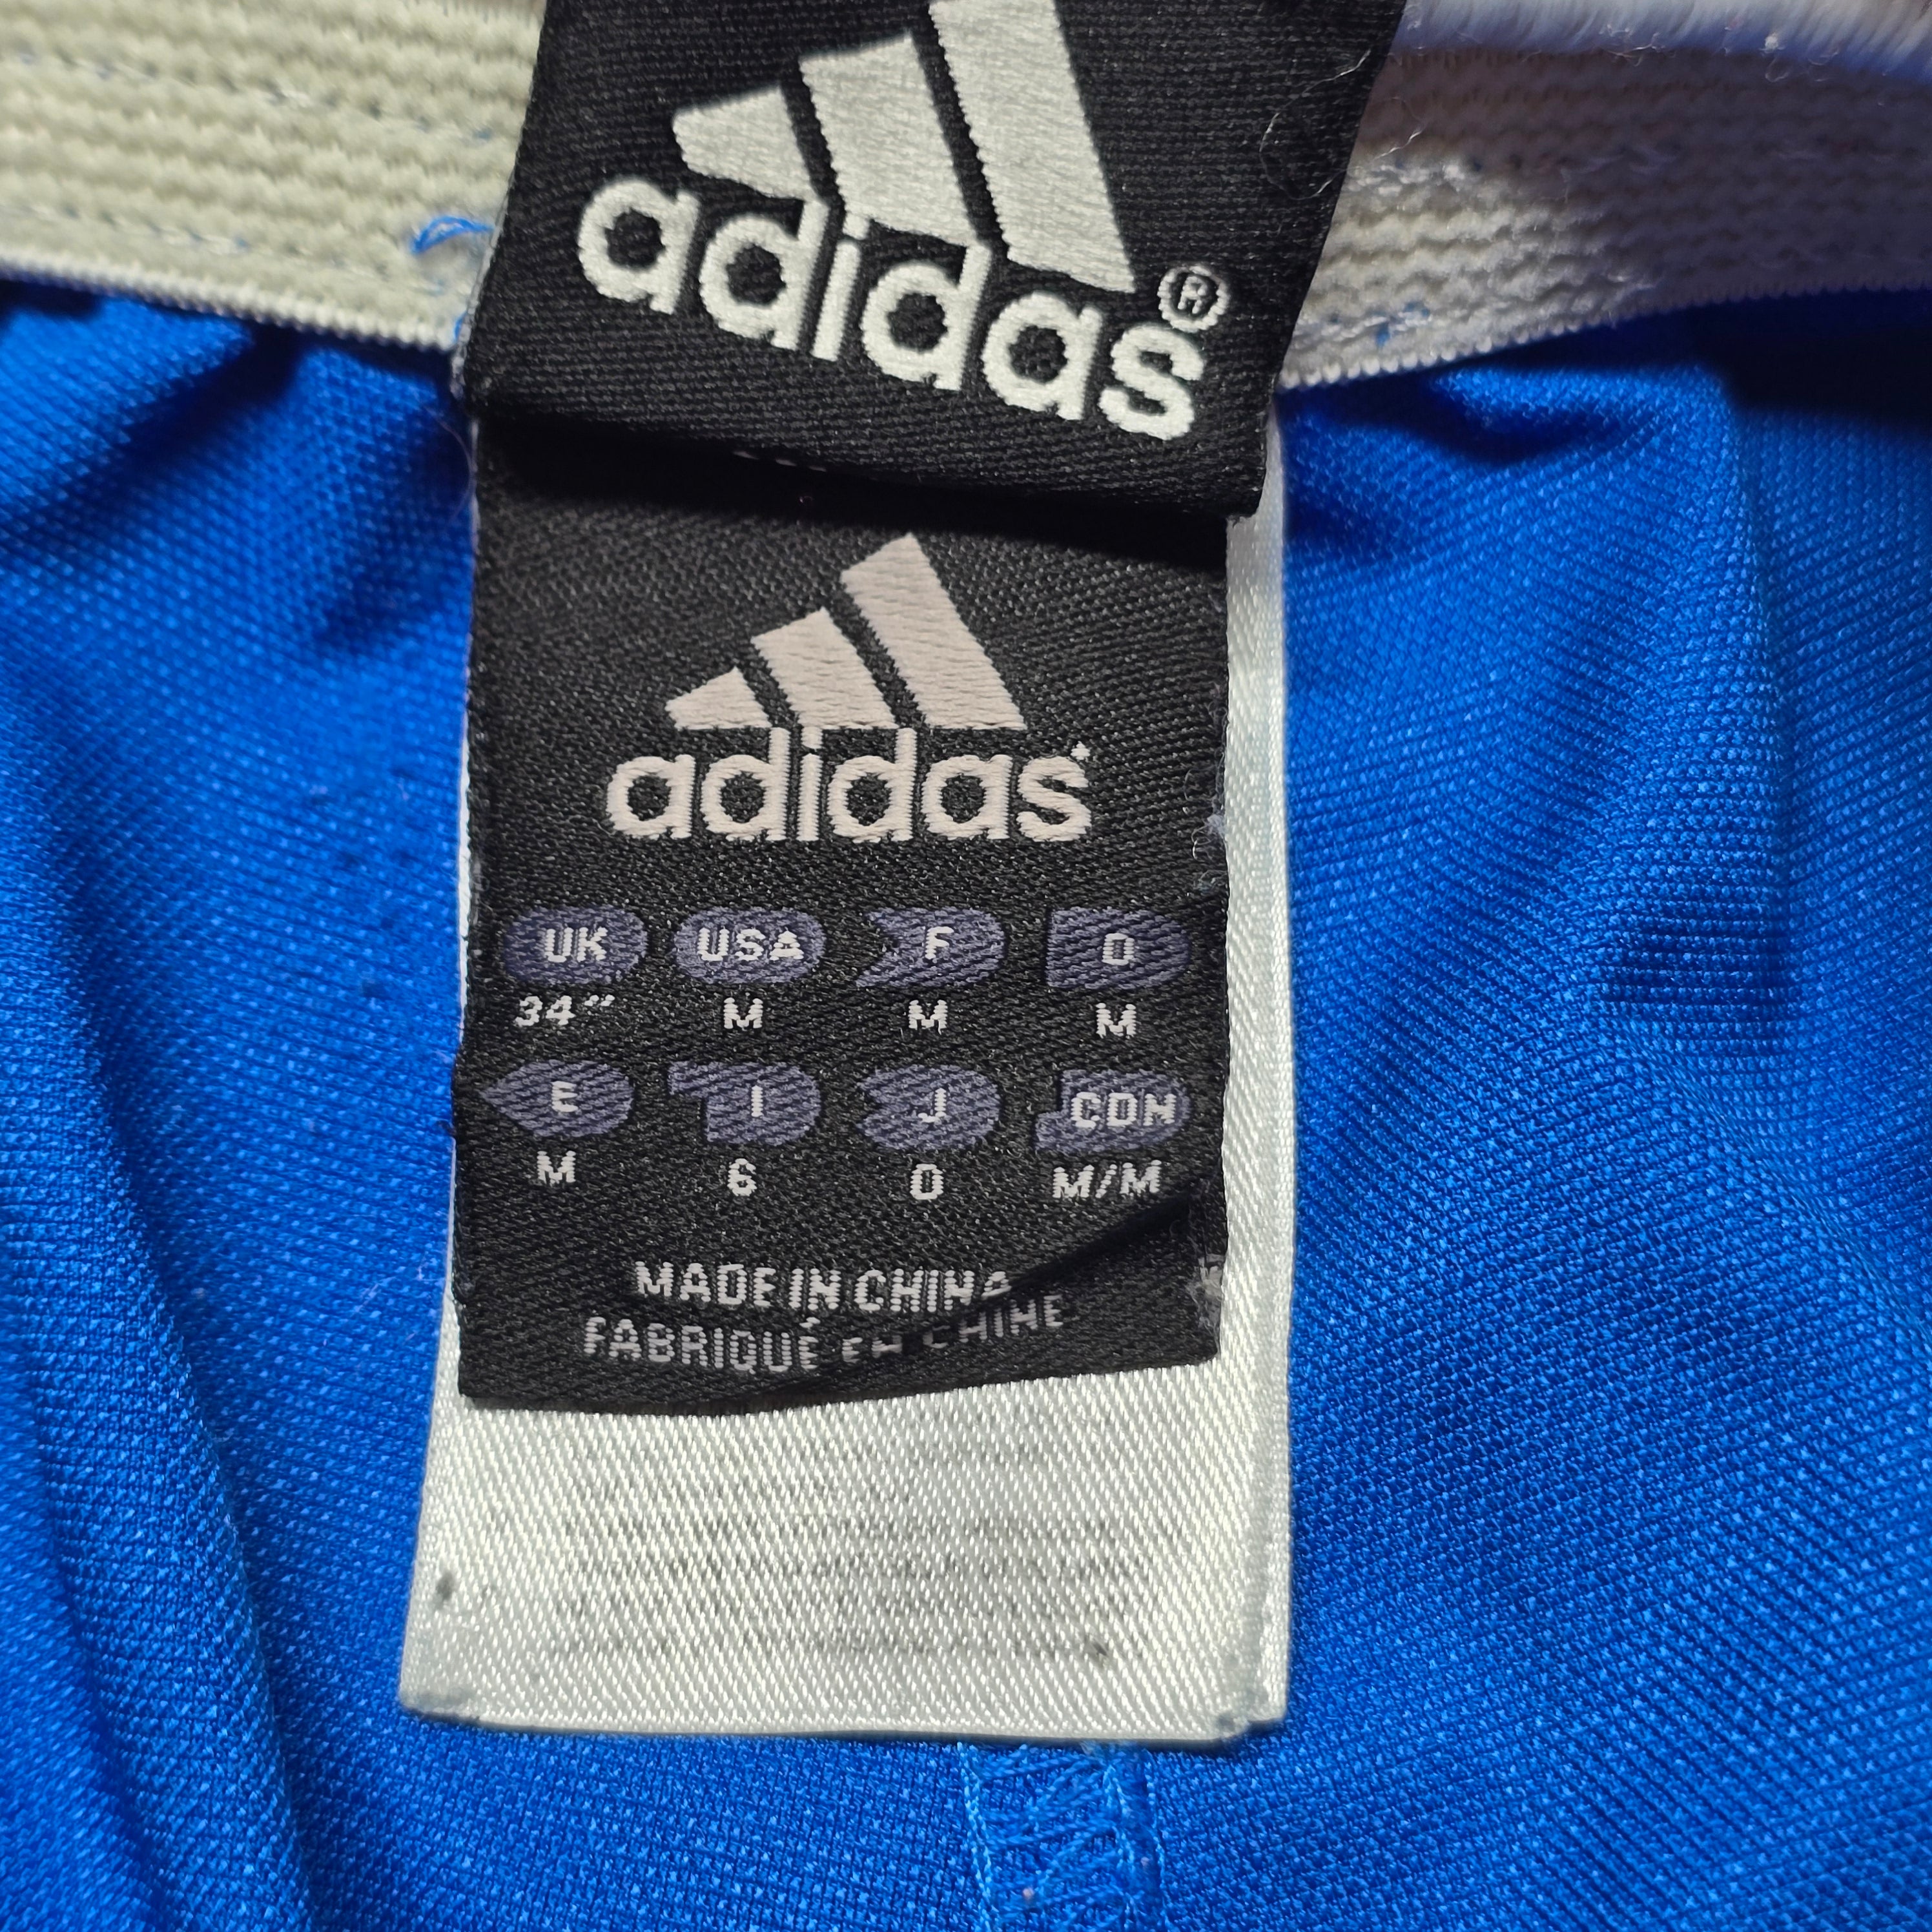 adidas®
adidas
UK USA F D
34" M M M
E I J CDN
M 6 O M/M
MADE IN CHINA
FABRIQUÉ EN CHINE